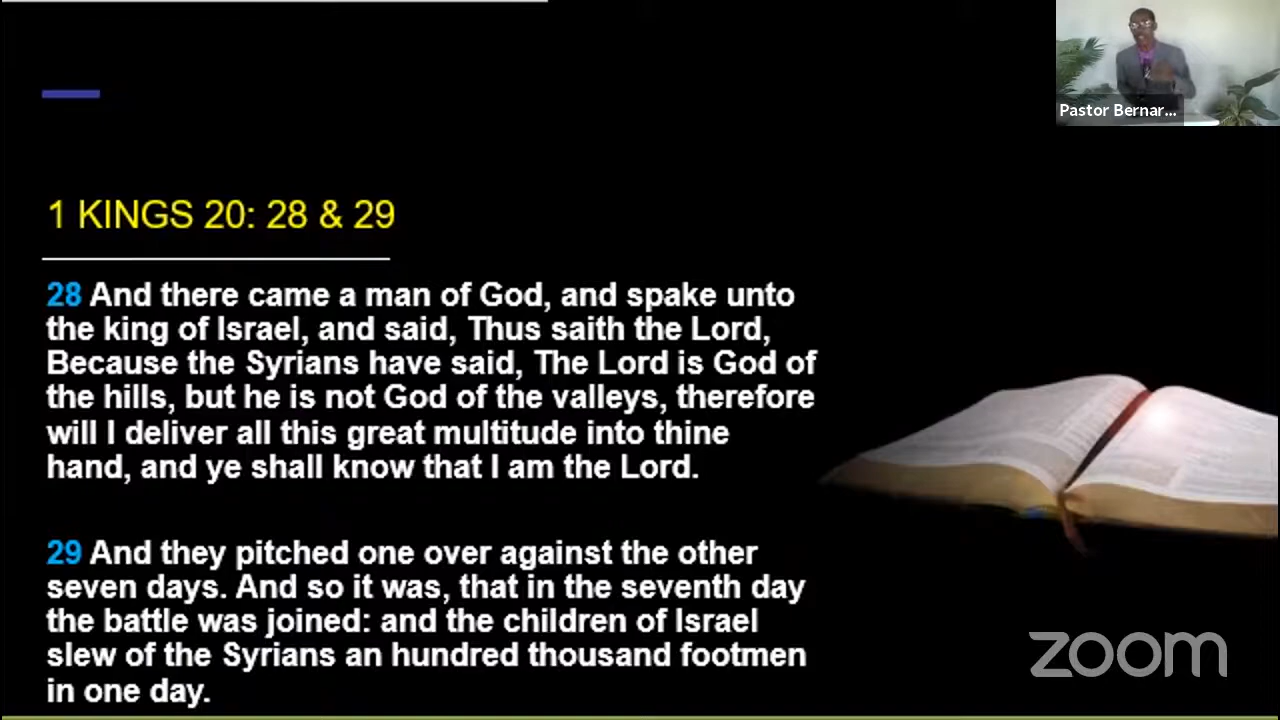 Pastor Bernar...
1 KINGS 20: 28 & 29
28 And there came a man of God, and spake unto
the king of Israel, and said, Thus saith the Lord,
Because the Syrians have said, The Lord is God of
the hills, but he is not God of the valleys, therefore
will I deliver all this great multitude into thine
hand, and ye shall know that I am the Lord.
29 And they pitched one over against the other
seven days. And so it was, that in the seventh day
the battle was joined: and the children of Israel
slew of the Syrians an hundred thousand footmen
in one day.
zoom